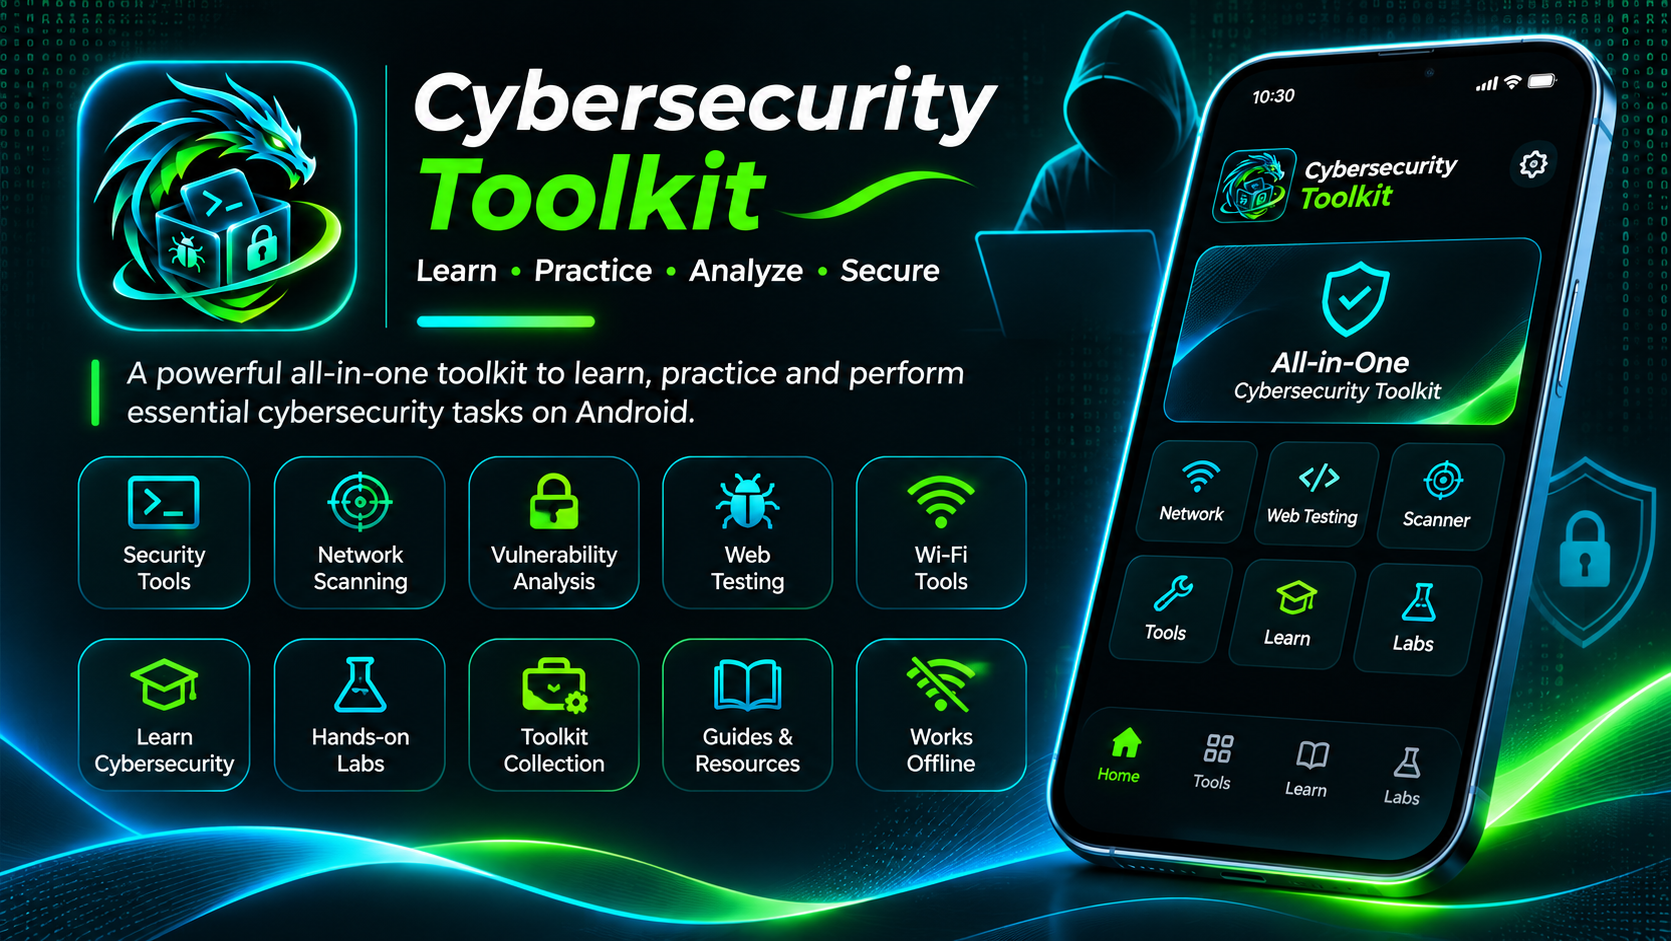 Cybersecurity
Toolkit
Learn • Practice • Analyze • Secure
A powerful all-in-one toolkit to learn, practice and perform
essential cybersecurity tasks on Android.
Security
Tools
Network
Scanning
Vulnerability
Analysis
Web
Testing
Wi-Fi
Tools
Learn
Cybersecurity
Hands-on
Labs
Toolkit
Collection
Guides &
Resources
Works
Offline
10:30
Cybersecurity
Toolkit
All-in-One
Cybersecurity Toolkit
Network
Web Testing
Scanner
Tools
Learn
Labs
Home
Tools
Learn
Labs